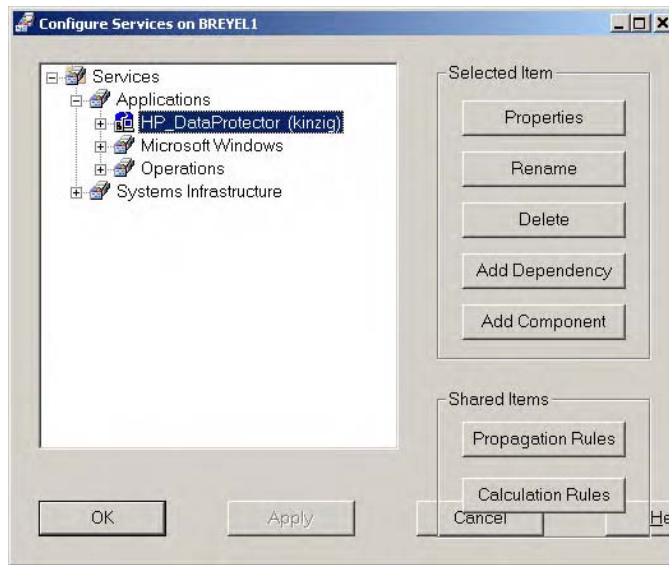 Configure Services on BREYEL1
Services
Applications
HP_DataProtector (kinzig)
Microsoft Windows
Operations
Systems Infrastructure
Selected Item
Properties
Rename
Delete
Add Dependency
Add Component
Shared Items
Propagation Rules
Calculation Rules
OK
Apply
Cancel
He